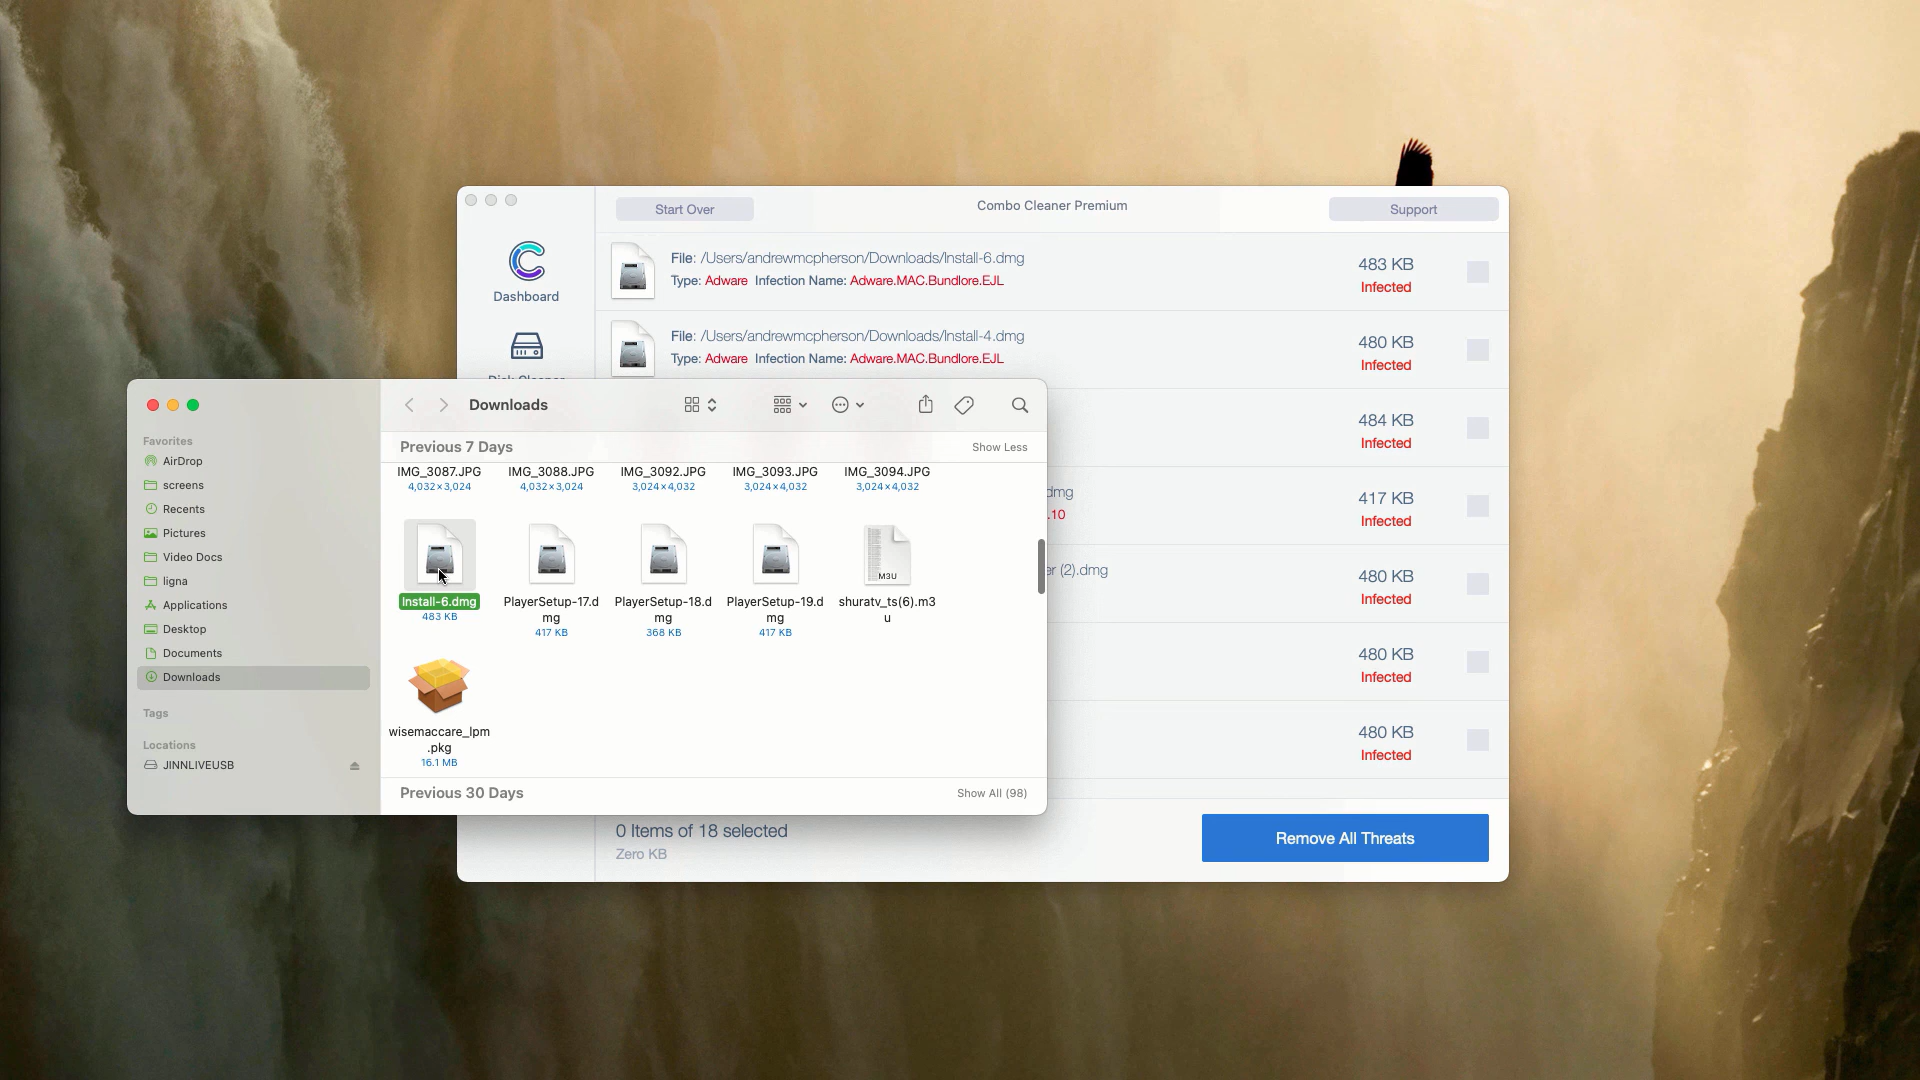 Start Over
Combo Cleaner Premium
Support
Dashboard
File: /Users/andrewmcpherson/Downloads/Install-6.dmg
Type: Adware Infection Name: Adware.MAC.Bundlore.EJL
483 KB
Infected
File: /Users/andrewmcpherson/Downloads/Install-4.dmg
Type: Adware Infection Name: Adware.MAC.Bundlore.EJL
480 KB
Infected
484 KB
Infected
dmg
.10
417 KB
Infected
er (2).dmg
480 KB
Infected
480 KB
Infected
480 KB
Infected
0 Items of 18 selected
Zero KB
Remove All Threats
Downloads
Favorites
AirDrop
screens
Recents
Pictures
Video Docs
ligna
Applications
Desktop
Documents
Downloads
Tags
Locations
JINNLIVEUSB
Previous 7 Days
Show Less
IMG_3087.JPG
4,032×3,024
IMG_3088.JPG
4,032×3,024
IMG_3092.JPG
3,024×4,032
IMG_3093.JPG
3,024×4,032
IMG_3094.JPG
3,024×4,032
Install-6.dmg
483 KB
PlayerSetup-17.d
mg
417 KB
PlayerSetup-18.d
mg
368 KB
PlayerSetup-19.d
mg
417 KB
M3U
shuratv_ts(6).m3
u
wisemaccare_lpm
.pkg
16.1 MB
Previous 30 Days
Show All (98)